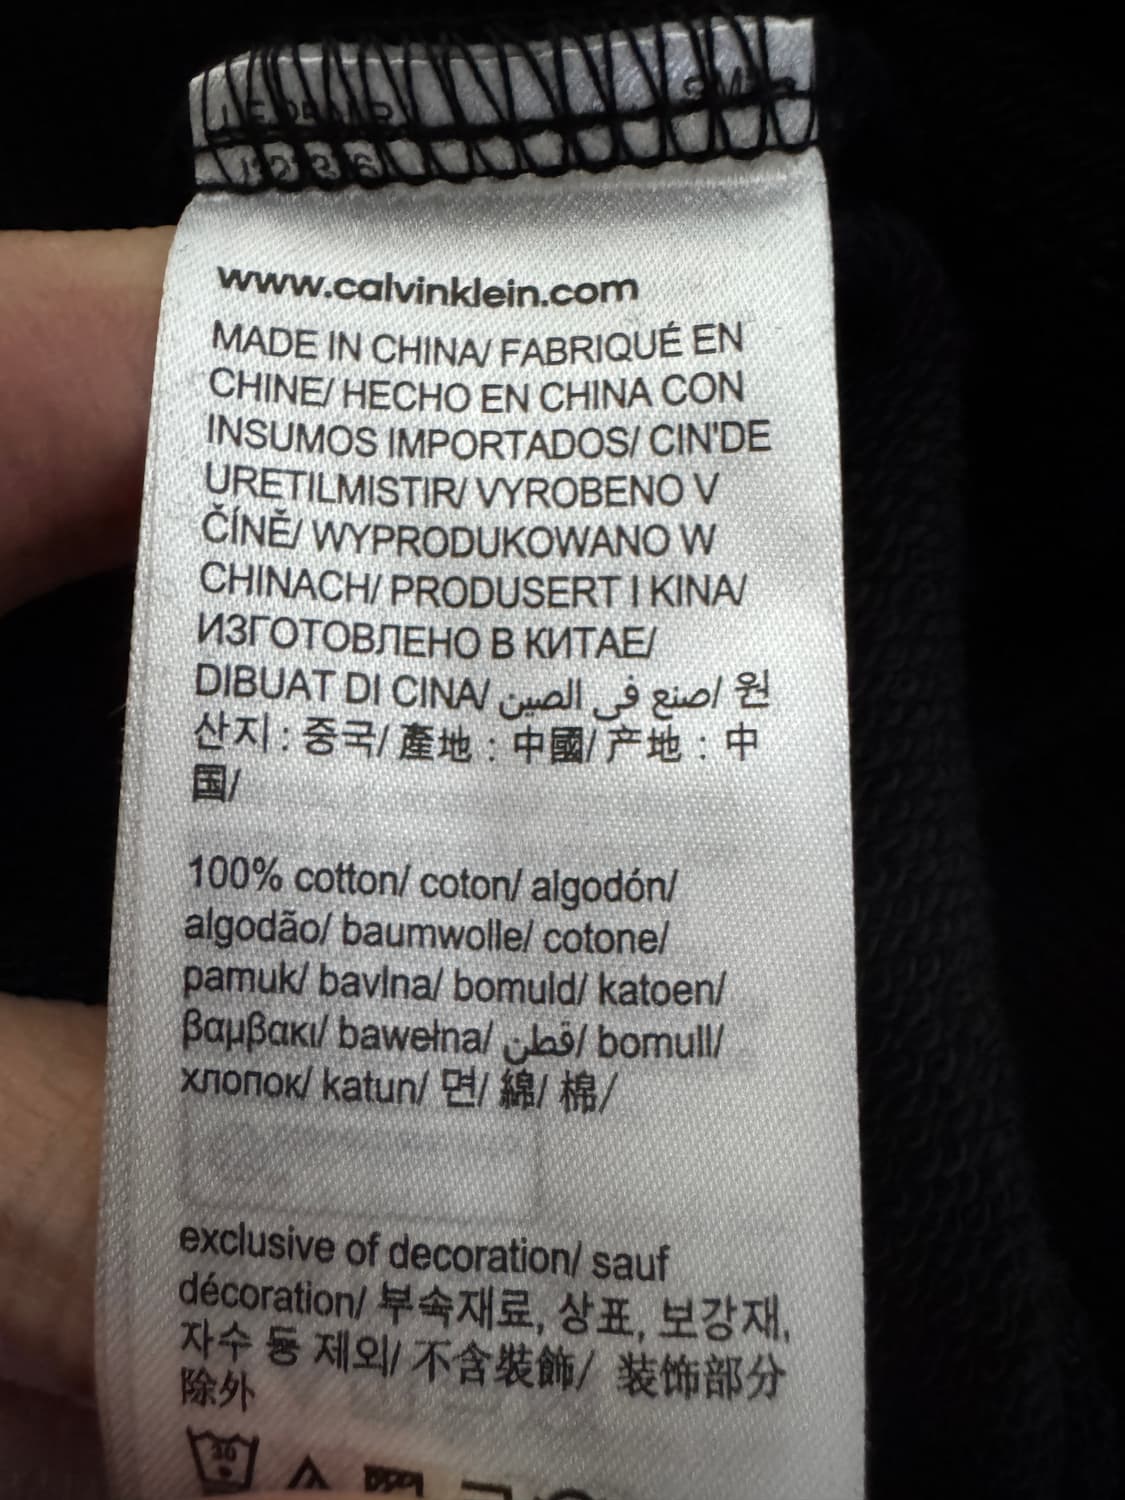 www.calvinklein.com
MADE IN CHINA/ FABRIQUÉ EN
CHINE/ HECHO EN CHINA CON
INSUMOS IMPORTADOS/ CIN'DE
URETILMISTIR/ VYROBENO V
ČÍNĚ/ WYPRODUKOWANO W
CHINACH/ PRODUSERT I KINA/
ИЗГОТОВЛЕНО В КИТАЕ/
DIBUAT DI CINA/ صنع في الصين/ 원
산지 : 중국/ 產地 : 中國/ 产地 : 中
国/
100% cotton/ coton/ algodón/
algodão/ baumwolle/ cotone/
pamuk/ bavlna/ bomuld/ katoen/
βαμβακι/ bawełna/ قطن/ bomull/
хлопок/ katun/ 면/ 綿/ 棉/
exclusive of decoration/ sauf
décoration/ 부속재료, 상표, 보강재,
자수 등 제외/ 不含裝飾/ 装饰部分
除外
30